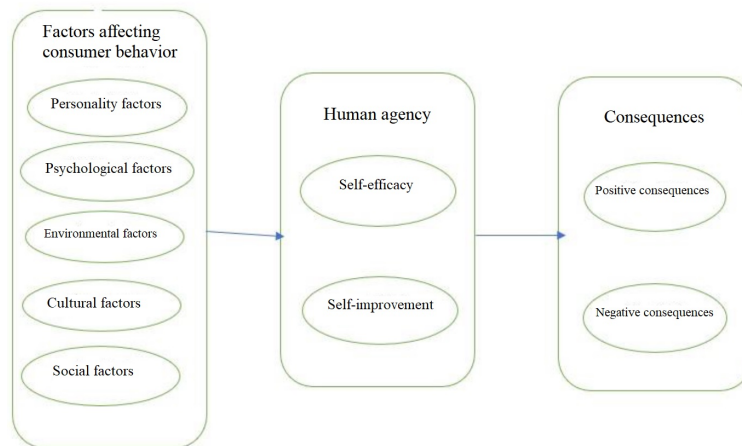 Factors affecting
consumer behavior
Personality factors
Psychological factors
Environmental factors
Cultural factors
Social factors
Human agency
Self-efficacy
Self-improvement
Consequences
Positive consequences
Negative consequences